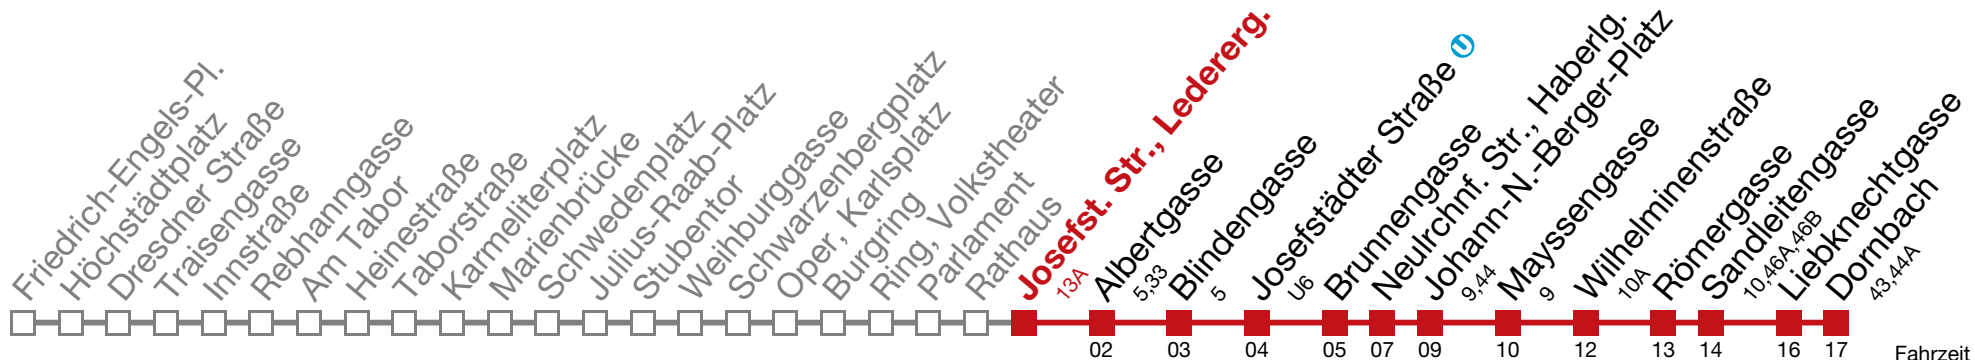 Friedrich-Engels-Pl.
Höchstädtplatz
Dresdner Straße
Traisengasse
Innstraße
Rebhanngasse
Am Tabor
Heinestraße
Taborstraße
Karmeliterplatz
Marienbrücke
Schwedenplatz
Julius-Raab-Platz
Stubentor
Weihburggasse
Schwarzenbergplatz
Oper, Karlsplatz
Burgring
Ring, Volkstheater
Parlament
Rathaus
Josefst. Str., Ledererg.
13A
Albertgasse
5,33
Blindengasse
5
Josefstädter Straße U
U6
Brunnengasse
Neulrchnf. Str., Haberlg.
Johann-N.-Berger-Platz
9,44
Mayssengasse
9
Wilhelminenstraße
10A
Römergasse
Sandleitengasse
10,46A,46B
Liebknechtgasse
Dornbach
43,44A
02 03 04 05 07 09 10 12 13 14 16 17 Fahrzeit